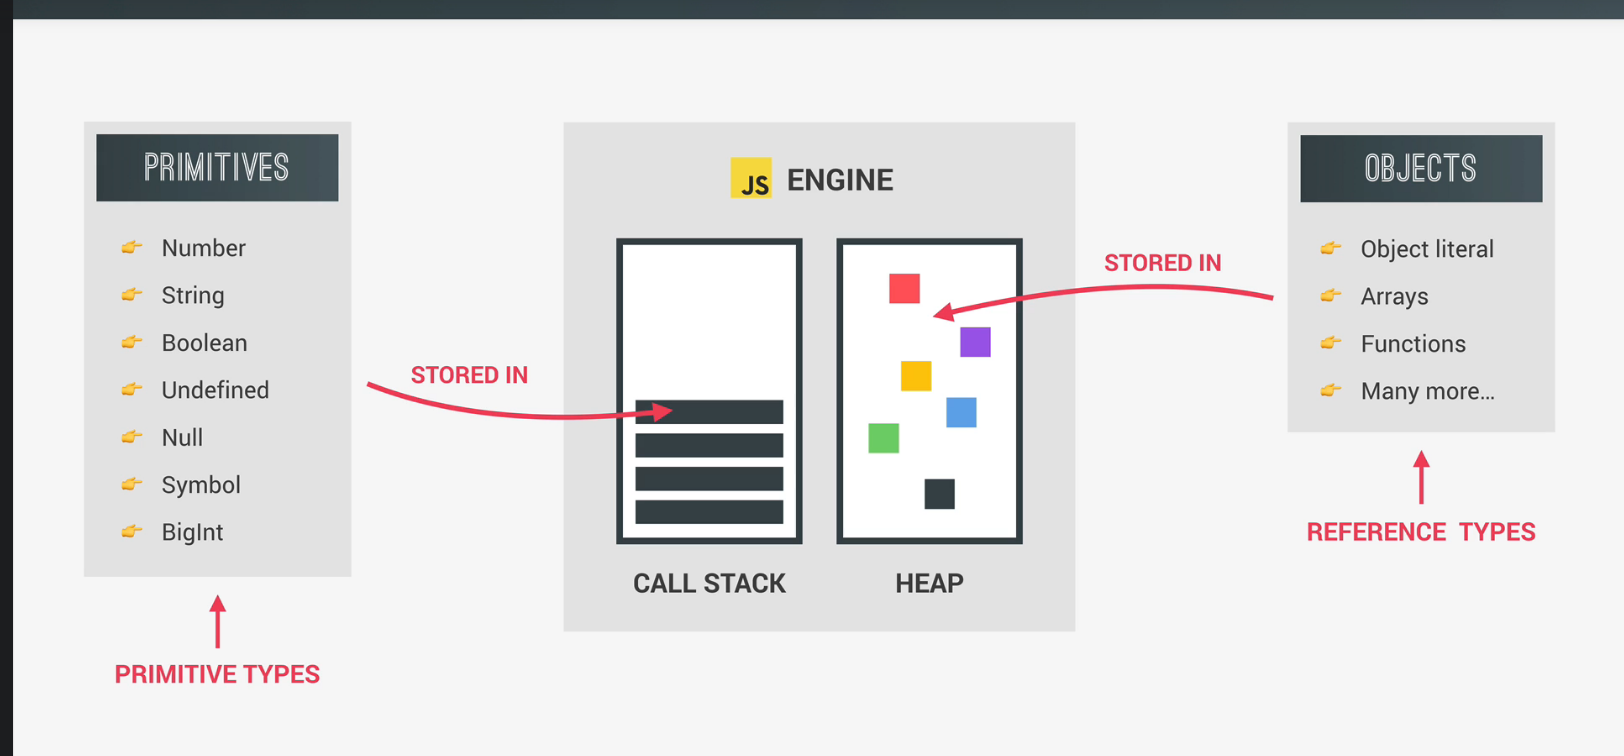 PRIMITIVES
Number
String
Boolean
Undefined
Null
Symbol
BigInt
PRIMITIVE TYPES
STORED IN
JS ENGINE
CALL STACK
HEAP
STORED IN
OBJECTS
Object literal
Arrays
Functions
Many more...
REFERENCE TYPES